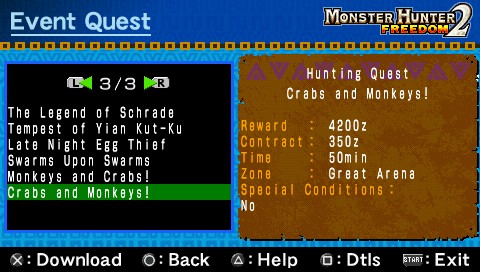 Event Quest
MONSTER HUNTER
FREEDOM 2
L 3/3 R
The Legend of Schrade
Tempest of Yian Kut-Ku
Late Night Egg Thief
Swarms Upon Swarms
Monkeys and Crabs!
Crabs and Monkeys!
Hunting Quest
Crabs and Monkeys!
Reward : 4200z
Contract : 350z
Time : 50min
Zone : Great Arena
Special Conditions :
No
:Download :Back :Help :Dtls START :Exit